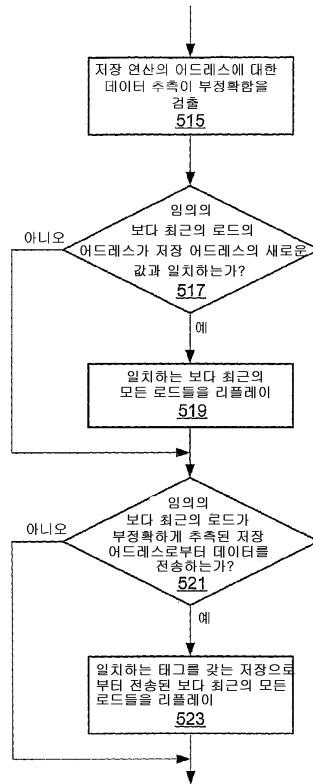 저장 연산의 어드레스에 대한
데이터 추측이 부정확함을
검출
515
임의의
보다 최근의 로드의
어드레스가 저장 어드레스의 새로운
값과 일치하는가?
517
아니오
예
일치하는 보다 최근의
모든 로드들을 리플레이
519
임의의
보다 최근의 로드가
부정확하게 추측된 저장
어드레스로부터 데이터를
전송하는가?
521
아니오
예
일치하는 태그를 갖는 저장으로
부터 전송된 보다 최근의 모든
로드들을 리플레이
523